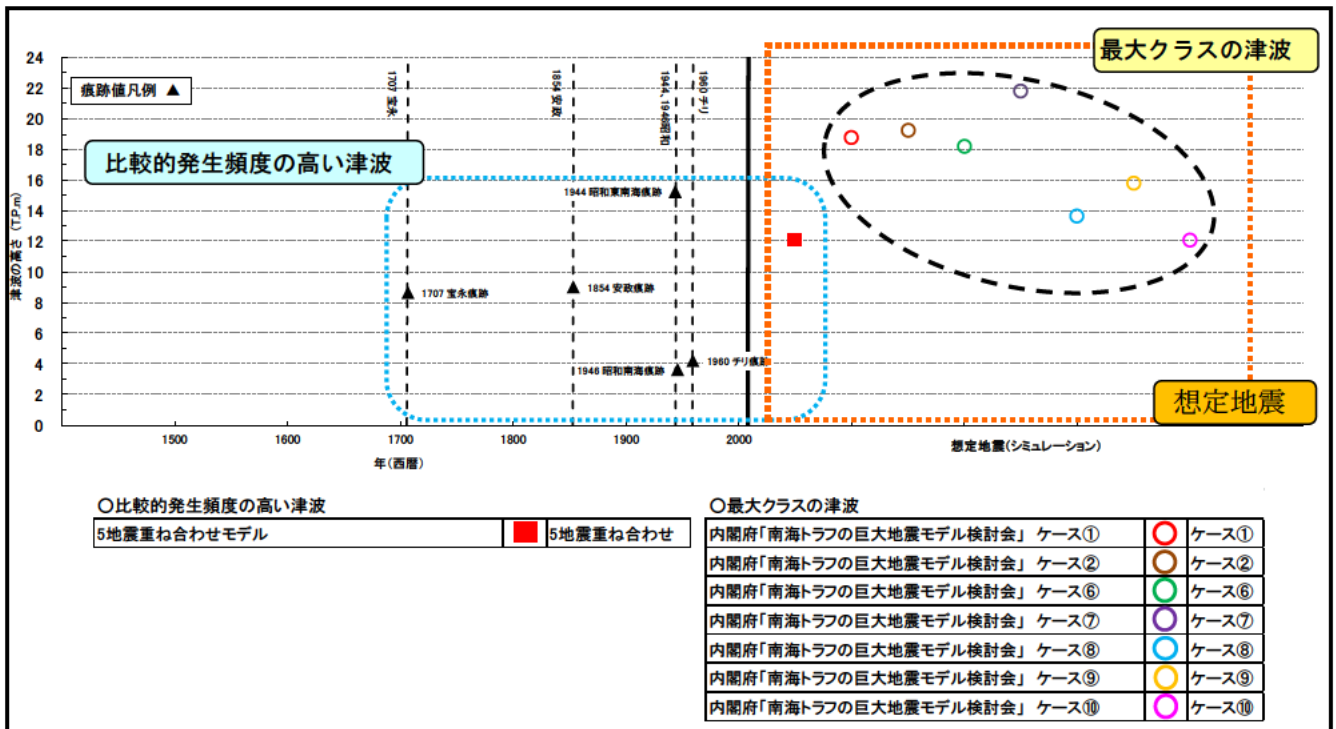 最大クラスの津波
24
22
20
18
16
14
12
10
8
6
4
2
0
津波の高さ (T.P.m)
痕跡値凡例 ▲
1707 宝永
1854 安政
1944、1946昭和
1960 チリ
比較的発生頻度の高い津波
1944 昭和東南海痕跡
1707 宝永痕跡
1854 安政痕跡
1946 昭和南海痕跡
1960 チリ痕跡
想定地震
1500
1600
1700
1800
1900
2000
年(西暦)
想定地震(シミュレーション)
〇比較的発生頻度の高い津波
5地震重ね合わせモデル 5地震重ね合わせ
〇最大クラスの津波
内閣府「南海トラフの巨大地震モデル検討会」 ケース① ケース①
内閣府「南海トラフの巨大地震モデル検討会」 ケース② ケース②
内閣府「南海トラフの巨大地震モデル検討会」 ケース⑥ ケース⑥
内閣府「南海トラフの巨大地震モデル検討会」 ケース⑦ ケース⑦
内閣府「南海トラフの巨大地震モデル検討会」 ケース⑧ ケース⑧
内閣府「南海トラフの巨大地震モデル検討会」 ケース⑨ ケース⑨
内閣府「南海トラフの巨大地震モデル検討会」 ケース⑩ ケース⑩